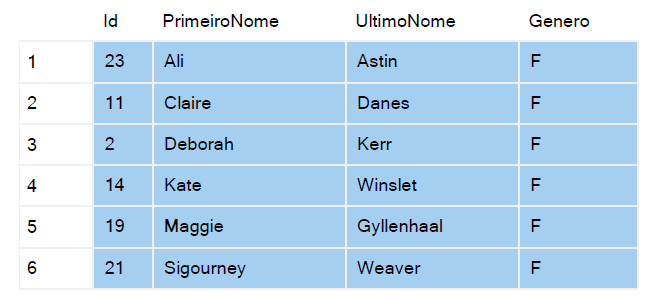 Id PrimeiroNome UltimoNome Genero
1 23 Ali Astin F
2 11 Claire Danes F
3 2 Deborah Kerr F
4 14 Kate Winslet F
5 19 Maggie Gyllenhaal F
6 21 Sigourney Weaver F